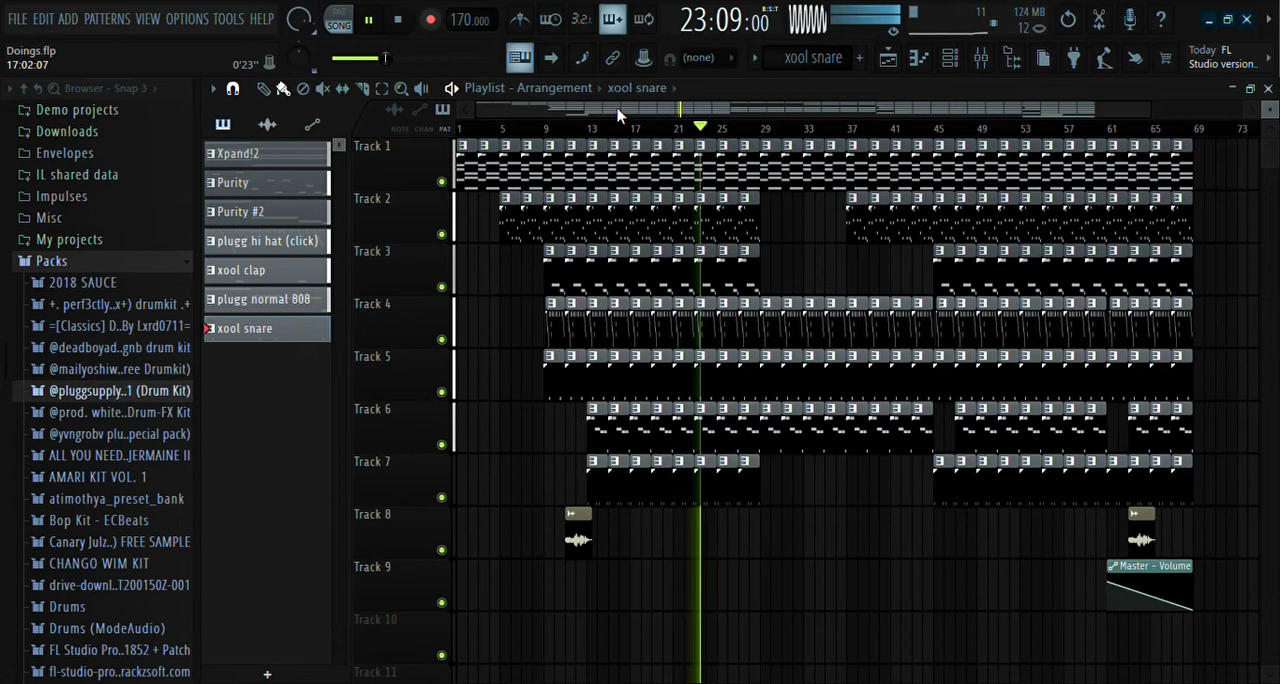 FILE EDIT ADD PATTERNS VIEW OPTIONS TOOLS HELP
PAT
SONG
170.000
3.2
23:09:00
B:S:T
11
124 MB
12
Doings.flp
17:02:07
0'23"
(none)
xool snare
Today FL
Studio version..
Browser - Snap 3
Playlist - Arrangement › xool snare ›
NOTE CHAN PAT
1 5 9 13 17 21 25 29 33 37 41 45 49 53 57 61 65 69 73
Demo projects
Downloads
Envelopes
IL shared data
Impulses
Misc
My projects
Packs
2018 SAUCE
+. perf3ctly..x+) drumkit .+
=[Classics] D..By Lxrd0711=
@deadboyad..gnb drum kit
@mailyoshiw..ree Drumkit)
@pluggsupply..1 (Drum Kit)
@prod. white..Drum-FX Kit
@yvngrobv plu..pecial pack)
ALL YOU NEED..JERMAINE II
AMARI KIT VOL. 1
atimothya_preset_bank
Bop Kit - ECBeats
Canary Julz..) FREE SAMPLE
CHANGO WIM KIT
drive-downl..T200150Z-001
Drums
Drums (ModeAudio)
FL Studio Pro..1852 + Patch
fl-studio-pro..rackzsoft.com
Xpand!2
Purity
Purity #2
plugg hi hat (click)
xool clap
plugg normal 808
xool snare
Track 1
Track 2
Track 3
Track 4
Track 5
Track 6
Track 7
Track 8
Track 9
Master - Volume
Track 10
Track 11